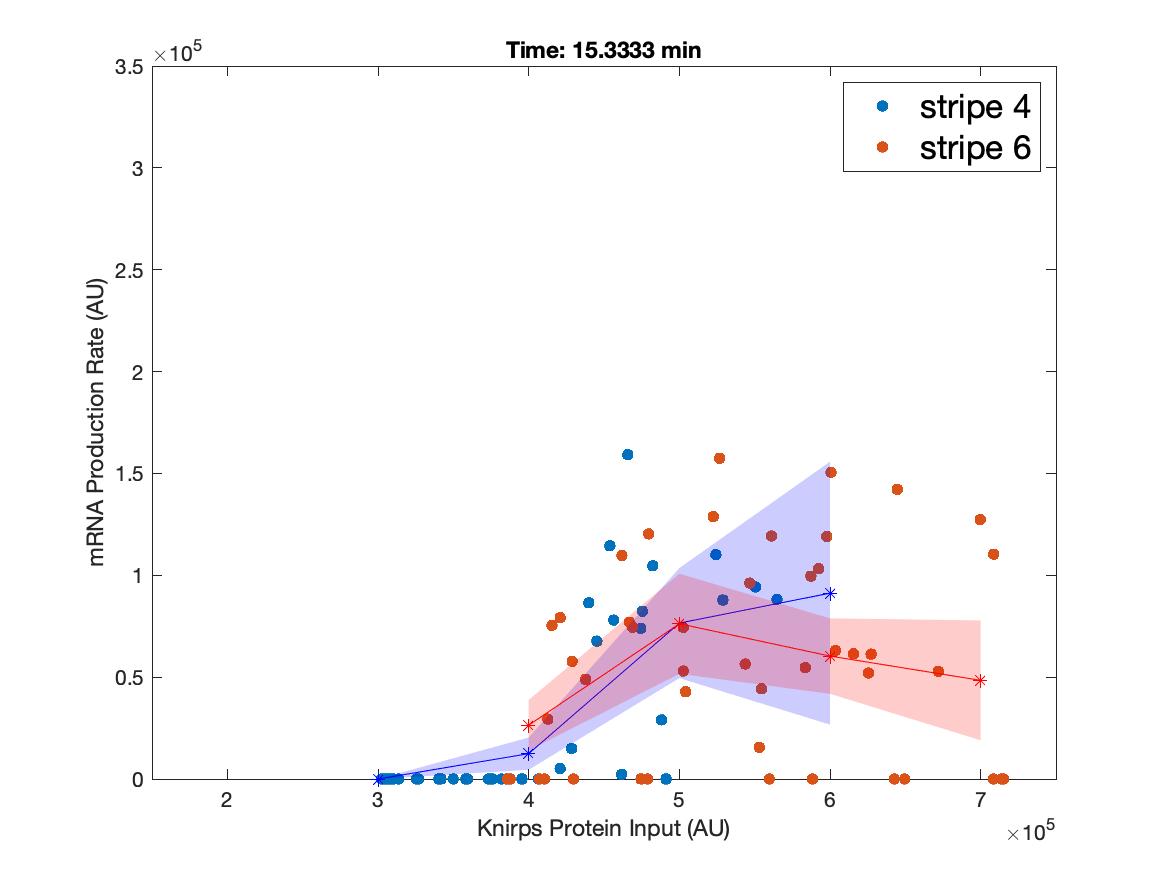 Time: 15.3333 min
×10⁵
3.5
3
2.5
2
1.5
1
0.5
0
mRNA Production Rate (AU)
stripe 4
stripe 6
2 3 4 5 6 7
Knirps Protein Input (AU)
×10⁵